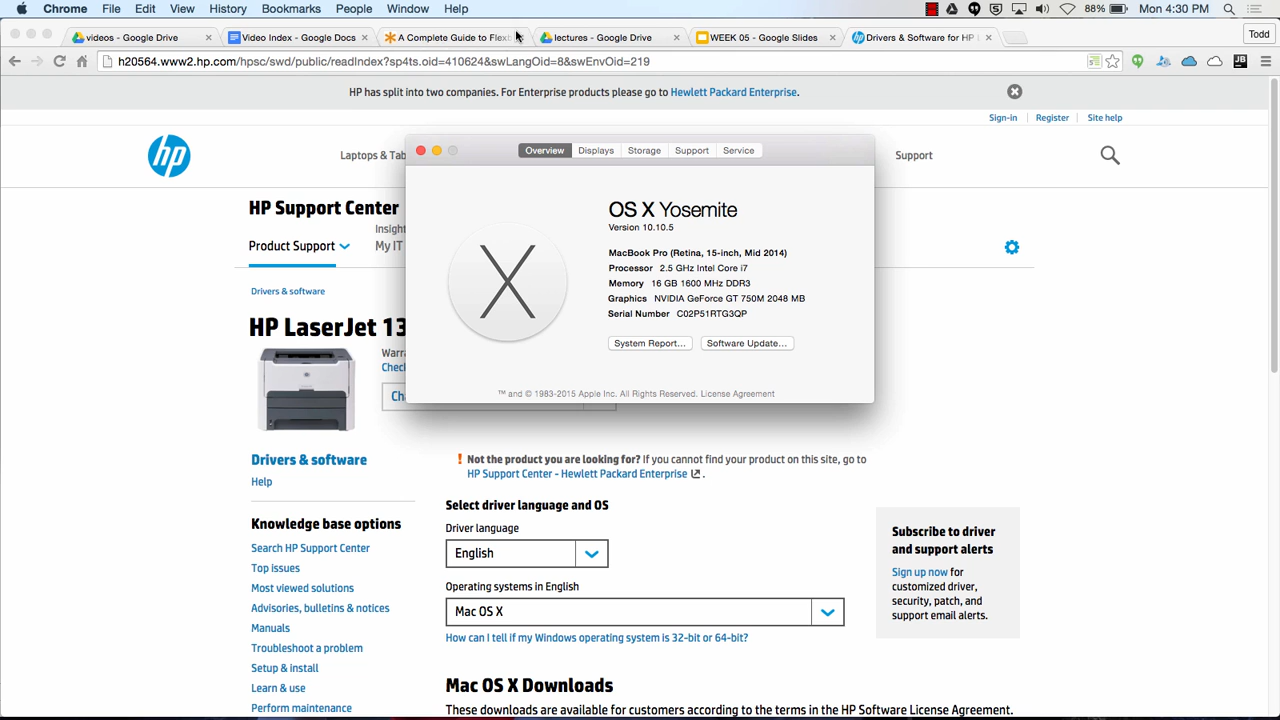 Chrome File Edit View History Bookmarks People Window Help 88% Mon 4:30 PM
videos - Google Drive Video Index - Google Docs A Complete Guide to Flexb lectures - Google Drive WEEK 05 - Google Slides Drivers & Software for HP L Todd
h20564.www2.hp.com/hpsc/swd/public/readIndex?sp4ts.oid=410624&swLangOid=8&swEnvOid=219
HP has split into two companies. For Enterprise products please go to Hewlett Packard Enterprise.
Sign-in Register Site help
hp Laptops & Tab Support
Overview Displays Storage Support Service
HP Support Center
Insigh
Product Support My IT
Drivers & software
OS X Yosemite
Version 10.10.5
MacBook Pro (Retina, 15-inch, Mid 2014)
Processor 2.5 GHz Intel Core i7
Memory 16 GB 1600 MHz DDR3
Graphics NVIDIA GeForce GT 750M 2048 MB
Serial Number C02P51RTG3QP
System Report... Software Update...
™ and © 1983-2015 Apple Inc. All Rights Reserved. License Agreement
HP LaserJet 13
Warra
Chec
Ch
Drivers & software
Help
! Not the product you are looking for? If you cannot find your product on this site, go to
HP Support Center - Hewlett Packard Enterprise .
Select driver language and OS
Driver language
English
Operating systems in English
Mac OS X
How can I tell if my Windows operating system is 32-bit or 64-bit?
Knowledge base options
Search HP Support Center
Top issues
Most viewed solutions
Advisories, bulletins & notices
Manuals
Troubleshoot a problem
Setup & install
Learn & use
Perform maintenance
Subscribe to driver
and support alerts
Sign up now for
customized driver,
security, patch, and
support email alerts.
Mac OS X Downloads
These downloads are available for customers according to the terms in the HP Software License Agreement.